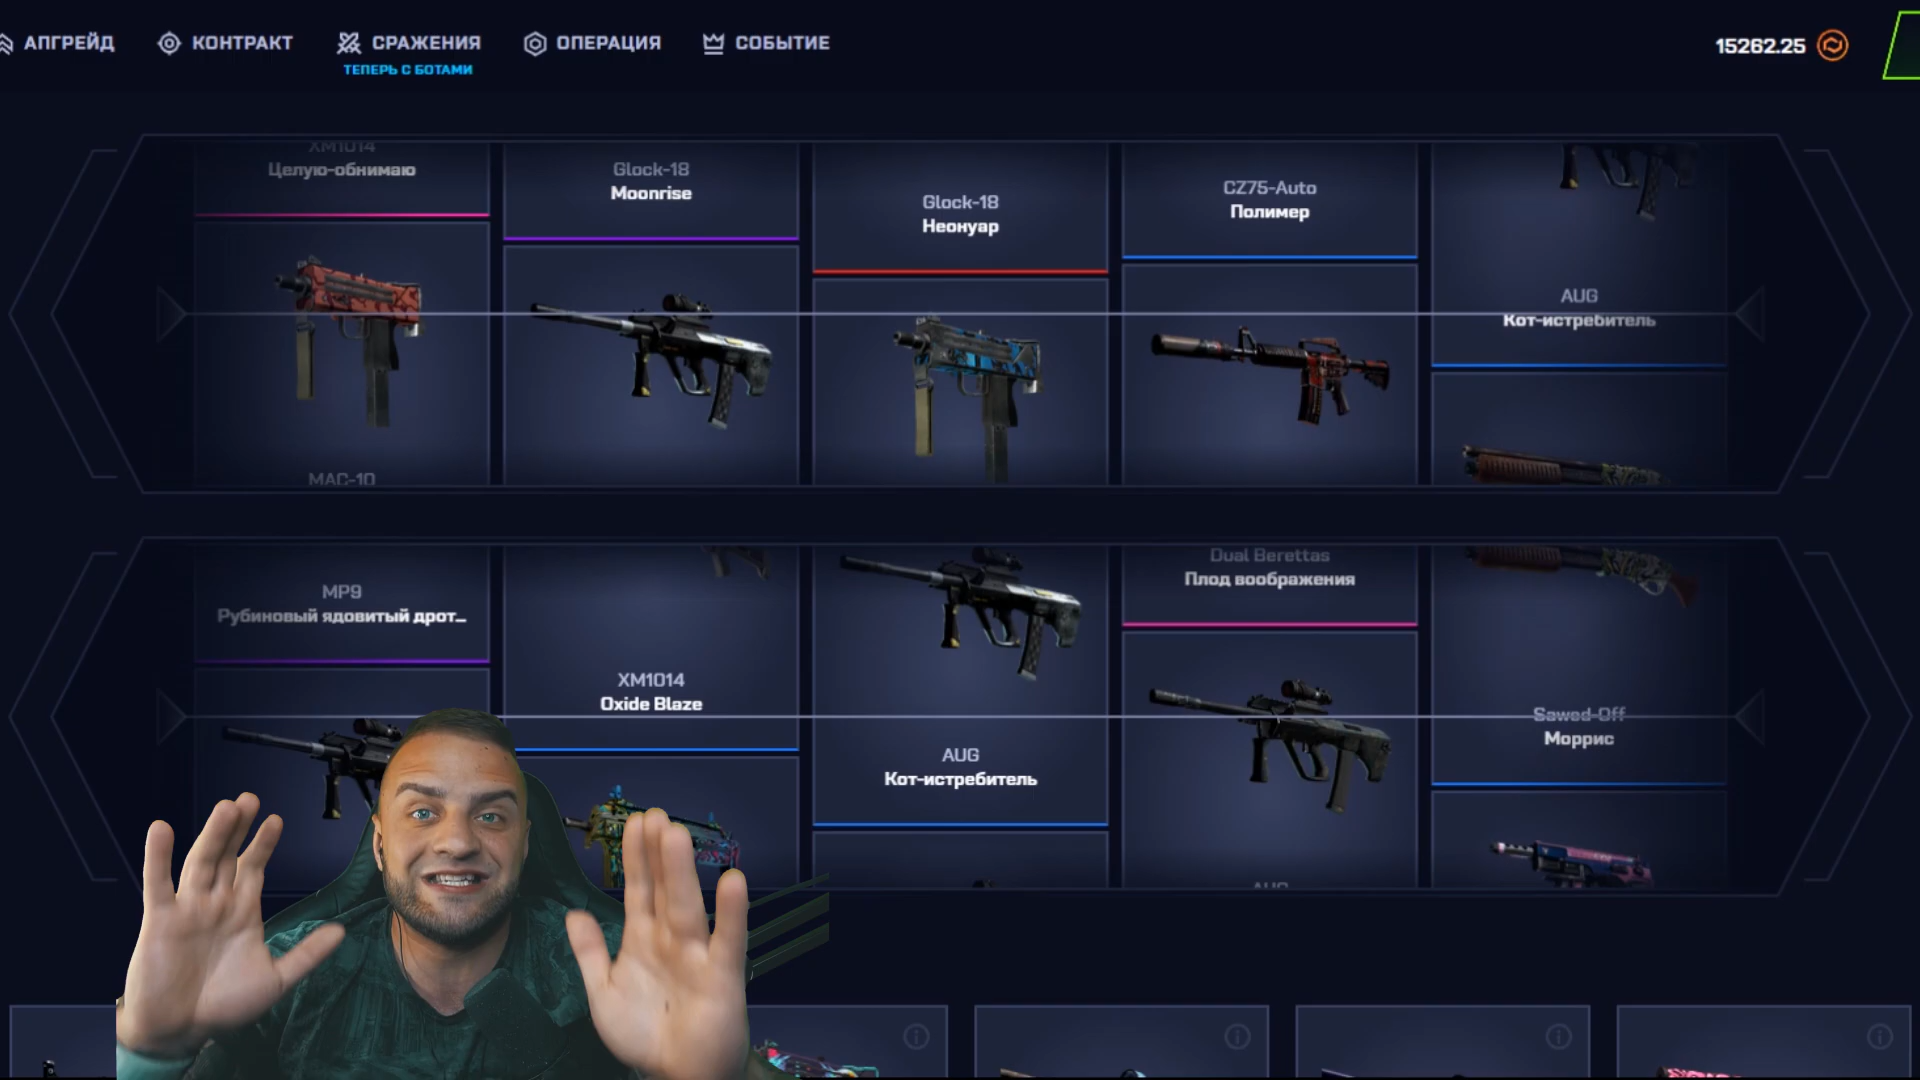 АПГРЕЙД
КОНТРАКТ
СРАЖЕНИЯ
ТЕПЕРЬ С БОТАМИ
ОПЕРАЦИЯ
СОБЫТИЕ
15262.25
XM1014
Целую-обнимаю
Glock-18
Moonrise
Glock-18
Неонуар
CZ75-Auto
Полимер
AUG
Кот-истребитель
MAC-10
MP9
Рубиновый ядовитый дрот...
XM1014
Oxide Blaze
AUG
Кот-истребитель
Dual Berettas
Плод воображения
AUG
Sawed-Off
Моррис